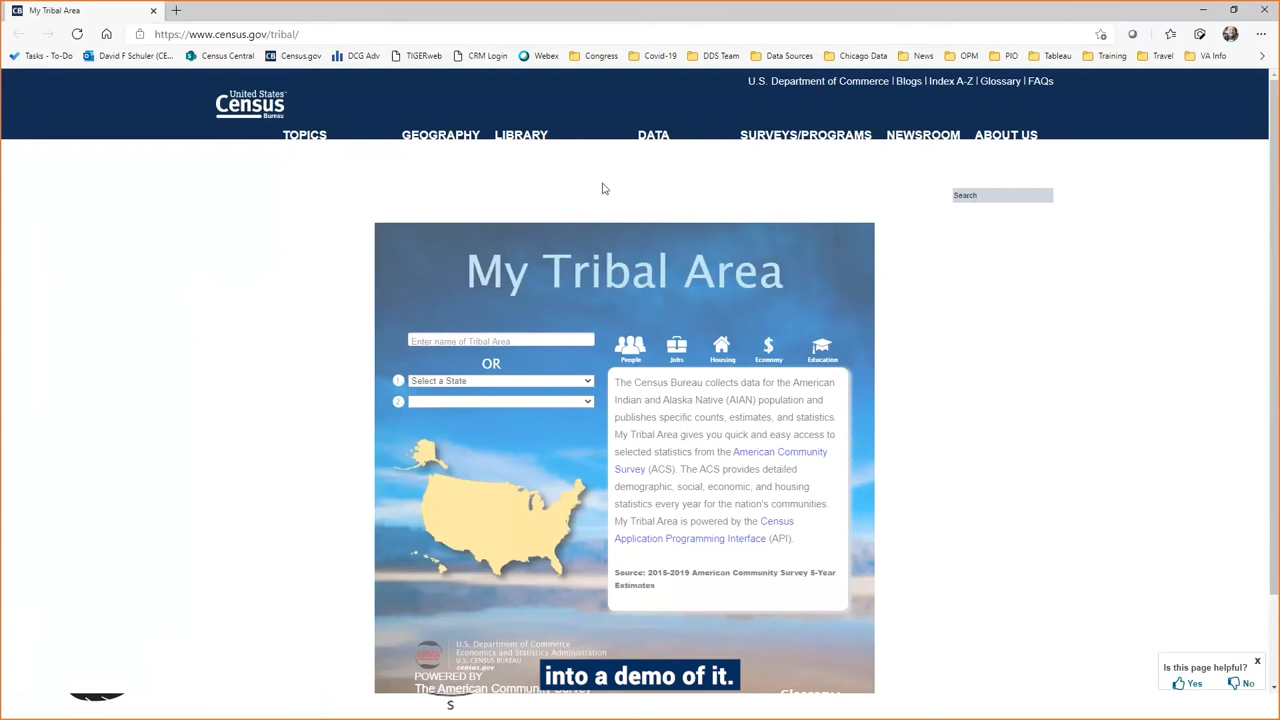 My Tribal Area
https://www.census.gov/tribal/
Tasks - To-Do
David F Schuler (CE...
Census Central
Census.gov
DCG Adv
TIGERweb
CRM Login
Webex
Congress
Covid-19
DDS Team
Data Sources
Chicago Data
News
OPM
PIO
Tableau
Training
Travel
VA Info
U.S. Department of Commerce | Blogs | Index A-Z | Glossary | FAQs
United States
Census
Bureau
TOPICS
GEOGRAPHY
LIBRARY
DATA
SURVEYS/PROGRAMS
NEWSROOM
ABOUT US
Search
My Tribal Area
Enter name of Tribal Area
OR
1 Select a State
2
People
Jobs
Housing
Economy
Education
The Census Bureau collects data for the American
Indian and Alaska Native (AIAN) population and
publishes specific counts, estimates, and statistics.
My Tribal Area gives you quick and easy access to
selected statistics from the American Community
Survey (ACS). The ACS provides detailed
demographic, social, economic, and housing
statistics every year for the nation's communities.
My Tribal Area is powered by the Census
Application Programming Interface (API).
Source: 2015-2019 American Community Survey 5-Year
Estimates
U.S. Department of Commerce
Economics and Statistics Administration
U.S. CENSUS BUREAU
census.gov
POWERED BY
The American Commun
Glossary
into a demo of it.
S
Is this page helpful?
X
Yes
No